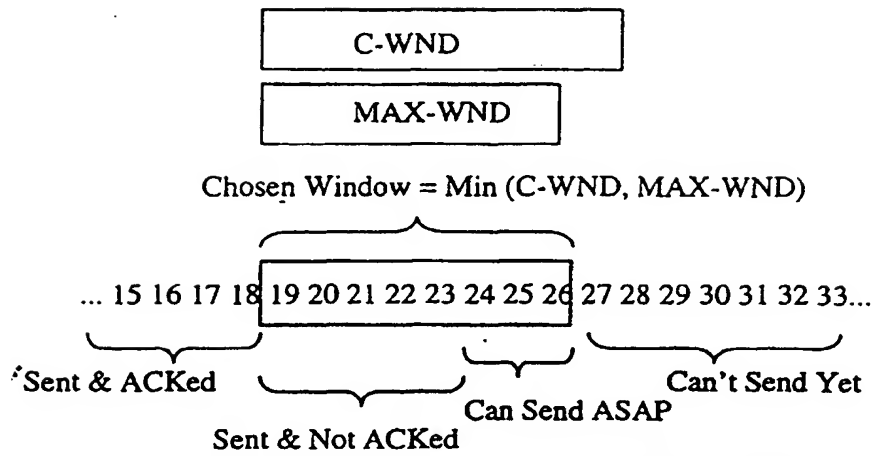 C-WND
MAX-WND
Chosen Window = Min (C-WND, MAX-WND)
... 15 16 17 18 19 20 21 22 23 24 25 26 27 28 29 30 31 32 33...
Sent & ACKed
Can't Send Yet
Can Send ASAP
Sent & Not ACKed